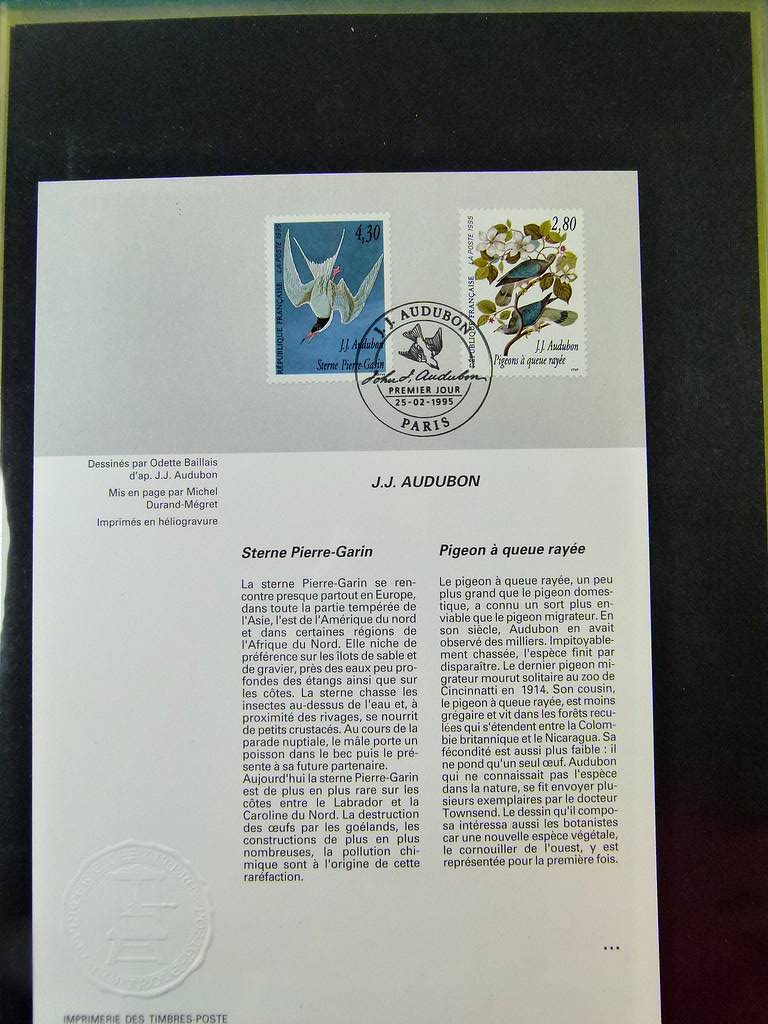 4,30
RÉPUBLIQUE FRANÇAISE LA POSTE 1995
J.J. Audubon
Sterne Pierre-Garin
2,80
RÉPUBLIQUE FRANÇAISE LA POSTE 1995
J.J. Audubon
Pigeons à queue rayée
J.J. AUDUBON
John J. Audubon
PREMIER JOUR
25-02-1995
PARIS
Dessinés par Odette Baillais
d'ap. J.J. Audubon
Mis en page par Michel
Durand-Mégret
Imprimés en héliogravure
J.J. AUDUBON
Sterne Pierre-Garin
La sterne Pierre-Garin se ren-
contre presque partout en Europe,
dans toute la partie tempérée de
l'Asie, l'est de l'Amérique du nord
et dans certaines régions de
l'Afrique du Nord. Elle niche de
préférence sur les îlots de sable et
de gravier, près des eaux peu pro-
fondes des étangs ainsi que sur
les côtes. La sterne chasse les
insectes au-dessus de l'eau et, à
proximité des rivages, se nourrit
de petits crustacés. Au cours de la
parade nuptiale, le mâle porte un
poisson dans le bec puis le pré-
sente à sa future partenaire.
Aujourd'hui la sterne Pierre-Garin
est de plus en plus rare sur les
côtes entre le Labrador et la
Caroline du Nord. La destruction
des œufs par les goélands, les
constructions de plus en plus
nombreuses, la pollution chi-
mique sont à l'origine de cette
raréfaction.
Pigeon à queue rayée
Le pigeon à queue rayée, un peu
plus grand que le pigeon domes-
tique, a connu un sort plus en-
viable que le pigeon migrateur. En
son siècle, Audubon en avait
observé des milliers. Impitoyable-
ment chassée, l'espèce finit par
disparaître. Le dernier pigeon mi-
grateur mourut solitaire au zoo de
Cincinnatti en 1914. Son cousin,
le pigeon à queue rayée, est moins
grégaire et vit dans les forêts recu-
lées qui s'étendent entre la Colom-
bie britannique et le Nicaragua. Sa
fécondité est aussi plus faible : il
ne pond qu'un seul œuf. Audubon
qui ne connaissait pas l'espèce
dans la nature, se fit envoyer plu-
sieurs exemplaires par le docteur
Townsend. Le dessin qu'il compo-
sa intéressa aussi les botanistes
car une nouvelle espèce végétale,
le cornouiller de l'ouest, y est
représentée pour la première fois.
...
IMPRIMERIE DES TIMBRES-POSTE